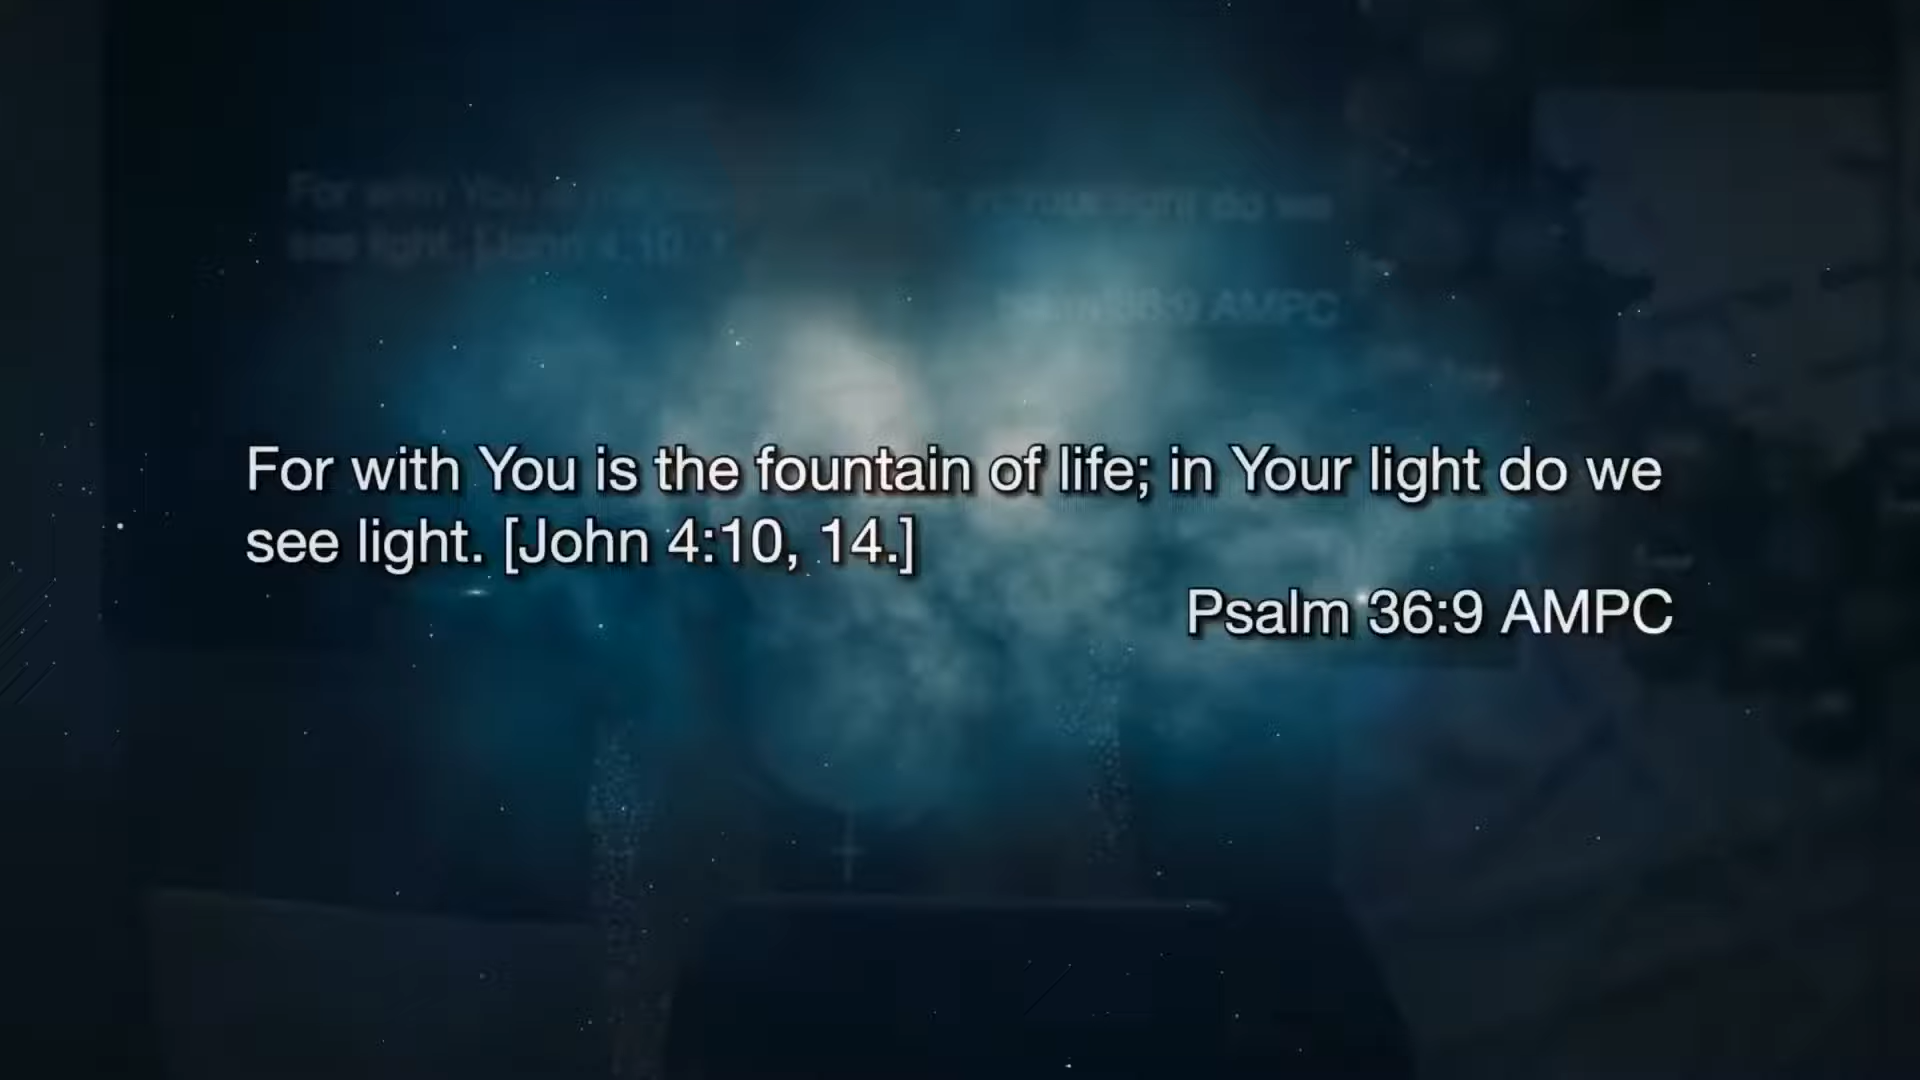 For with You is the fountain of life; in Your light do we
see light. [John 4:10, 14.]
Psalm 36:9 AMPC